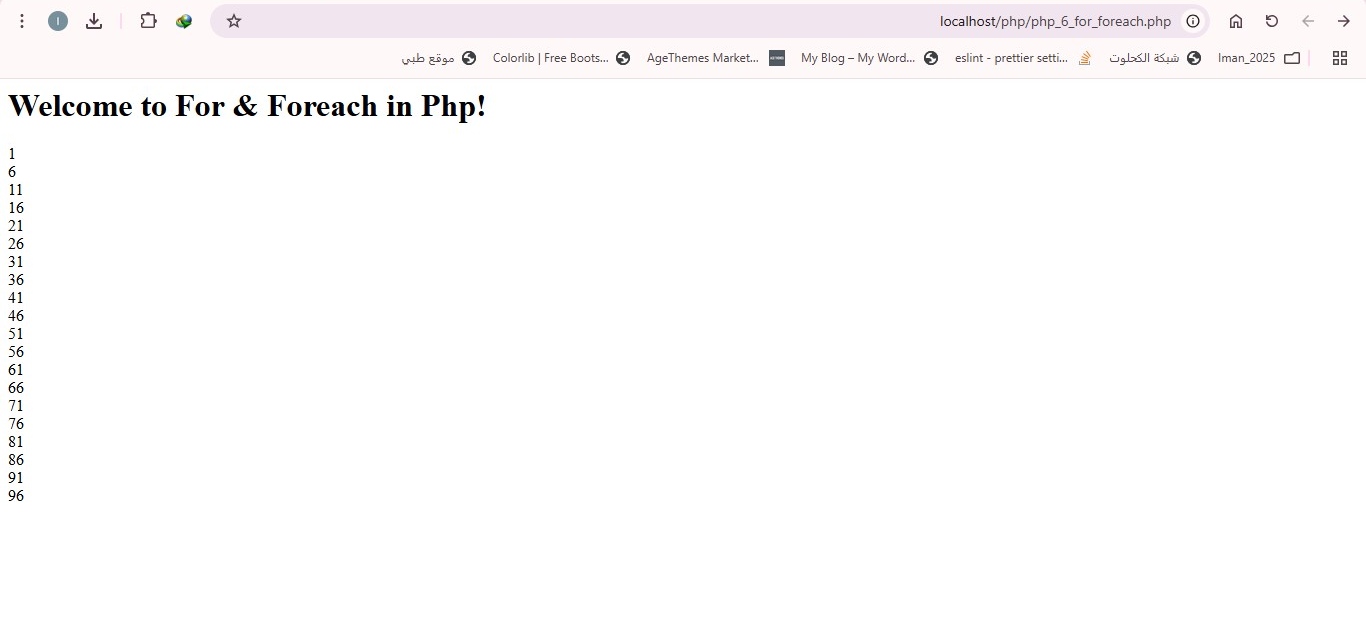 I
localhost/php/php_6_for_foreach.php
موقع طبي
Colorlib | Free Boots...
AgeThemes Market...
My Blog – My Word...
eslint - prettier setti...
شبكة الكحلوت
Iman_2025
Welcome to For & Foreach in Php!
1
6
11
16
21
26
31
36
41
46
51
56
61
66
71
76
81
86
91
96